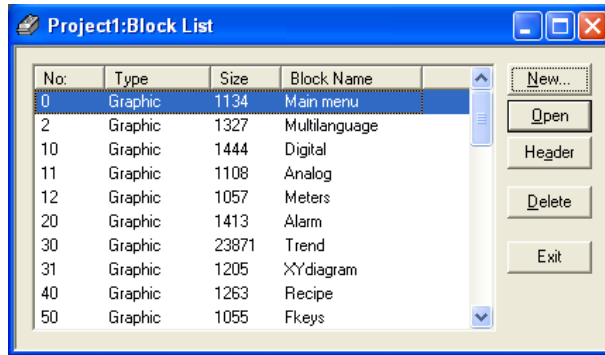 Project1:Block List
No: Type Size Block Name
New...
0 Graphic 1134 Main menu
Open
2 Graphic 1327 Multilanguage
10 Graphic 1444 Digital
Header
11 Graphic 1108 Analog
12 Graphic 1057 Meters
Delete
20 Graphic 1413 Alarm
30 Graphic 23871 Trend
Exit
31 Graphic 1205 XYdiagram
40 Graphic 1263 Recipe
50 Graphic 1055 Fkeys